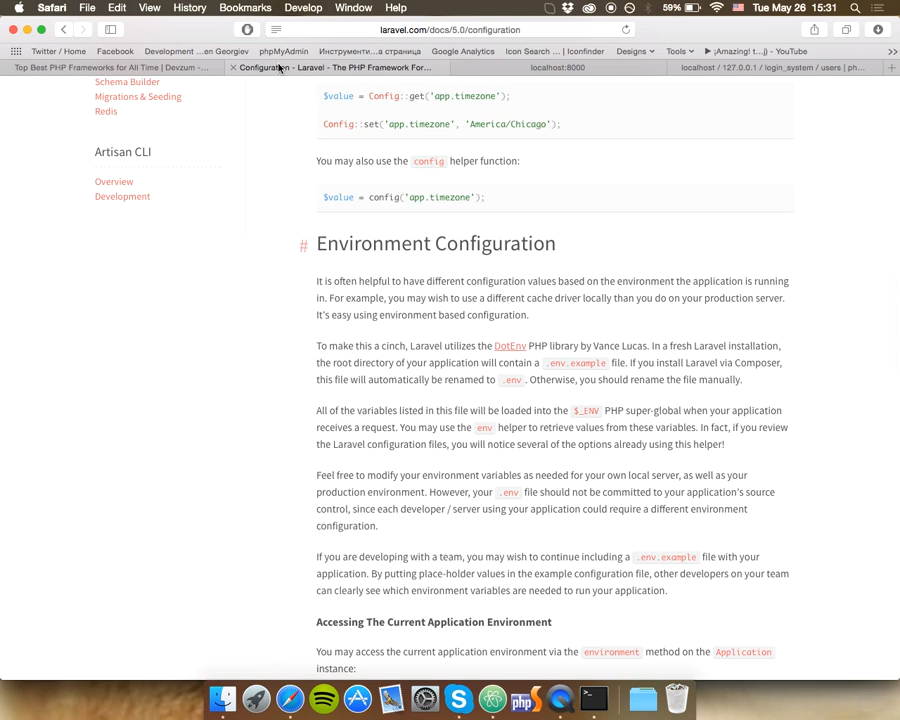 Safari File Edit View History Bookmarks Develop Window Help 59% Tue May 26 15:31
laravel.com/docs/5.0/configuration
Twitter / Home Facebook Development ...en Georgiev phpMyAdmin Инструменти...а страница Google Analytics Icon Search ... | Iconfinder Designs Tools ▶ ¡Amazing! t...j) - YouTube >>
Top Best PHP Frameworks for All Time | Devzum -... Configuration - Laravel - The PHP Framework For... localhost:8000 localhost / 127.0.0.1 / login_system / users | ph...
Schema Builder
Migrations & Seeding
Redis
Artisan CLI
Overview
Development
$value = Config::get('app.timezone');
Config::set('app.timezone', 'America/Chicago');
You may also use the config helper function:
$value = config('app.timezone');
# Environment Configuration
It is often helpful to have different configuration values based on the environment the application is running
in. For example, you may wish to use a different cache driver locally than you do on your production server.
It's easy using environment based configuration.
To make this a cinch, Laravel utilizes the DotEnv PHP library by Vance Lucas. In a fresh Laravel installation,
the root directory of your application will contain a .env.example file. If you install Laravel via Composer,
this file will automatically be renamed to .env. Otherwise, you should rename the file manually.
All of the variables listed in this file will be loaded into the $_ENV PHP super-global when your application
receives a request. You may use the env helper to retrieve values from these variables. In fact, if you review
the Laravel configuration files, you will notice several of the options already using this helper!
Feel free to modify your environment variables as needed for your own local server, as well as your
production environment. However, your .env file should not be committed to your application's source
control, since each developer / server using your application could require a different environment
configuration.
If you are developing with a team, you may wish to continue including a .env.example file with your
application. By putting place-holder values in the example configuration file, other developers on your team
can clearly see which environment variables are needed to run your application.
Accessing The Current Application Environment
You may access the current application environment via the environment method on the Application
instance:
php